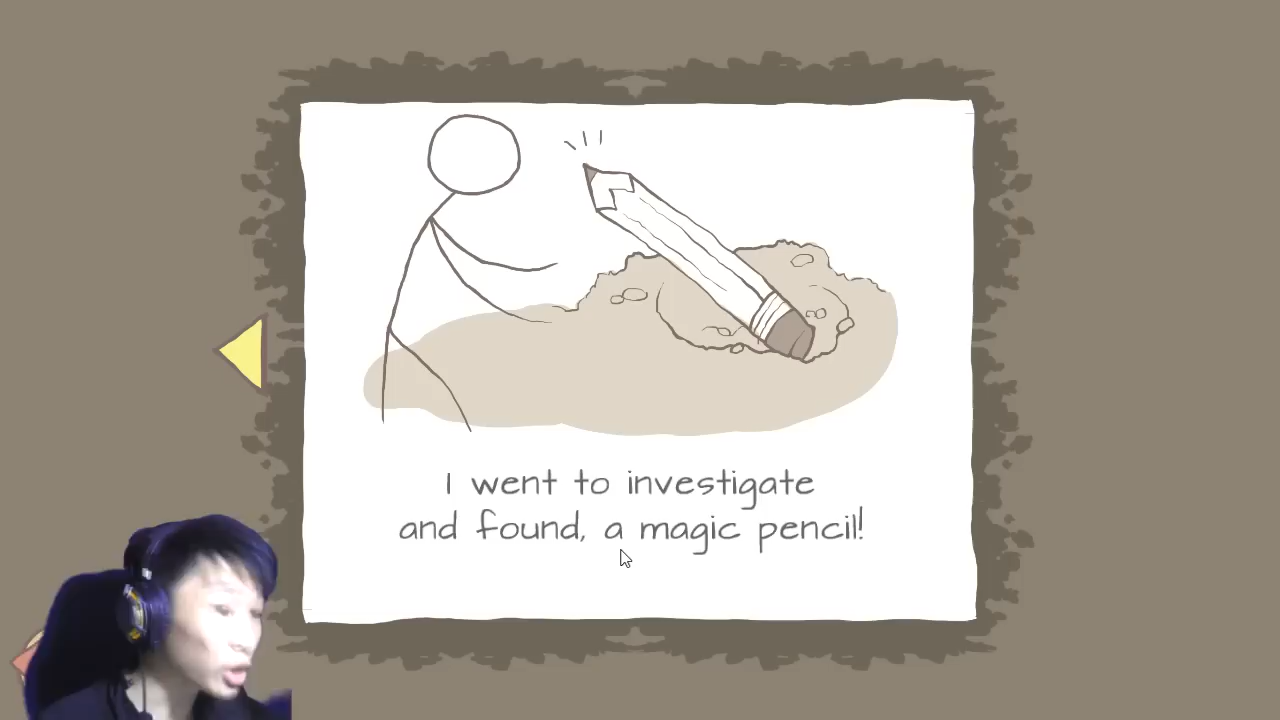 I went to investigate
and found, a magic pencil!